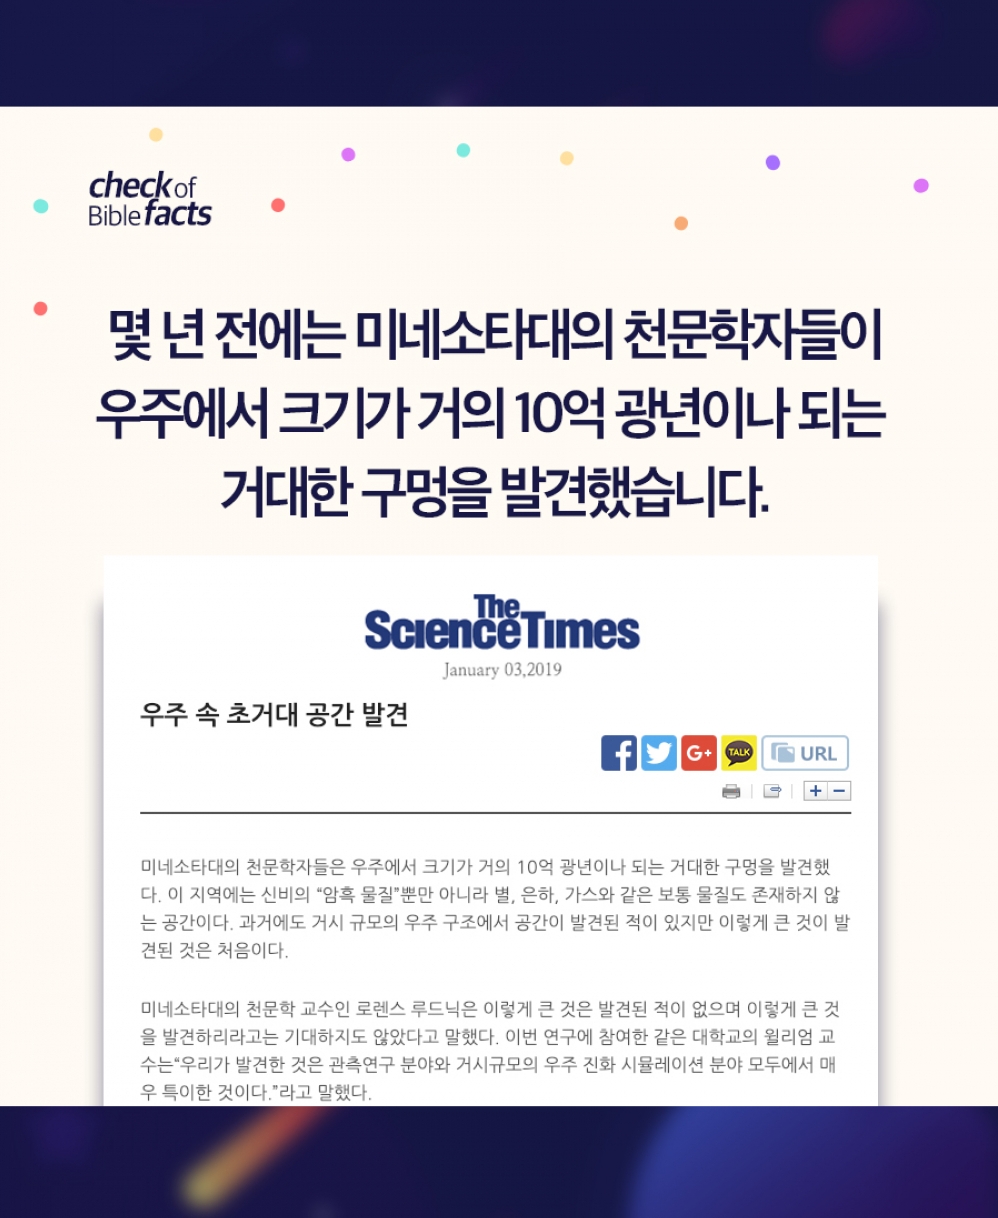 check of
Bible facts
몇 년 전에는 미네소타대의 천문학자들이
우주에서 크기가 거의 10억 광년이나 되는
거대한 구멍을 발견했습니다.
The
Science Times
January 03,2019
우주 속 초거대 공간 발견
f G+ TALK URL
+ −
미네소타대의 천문학자들은 우주에서 크기가 거의 10억 광년이나 되는 거대한 구멍을 발견했
다. 이 지역에는 신비의 “암흑 물질”뿐만 아니라 별, 은하, 가스와 같은 보통 물질도 존재하지 않
는 공간이다. 과거에도 거시 규모의 우주 구조에서 공간이 발견된 적이 있지만 이렇게 큰 것이 발
견된 것은 처음이다.
미네소타대의 천문학 교수인 로렌스 루드닉은 이렇게 큰 것은 발견된 적이 없으며 이렇게 큰 것
을 발견하리라고는 기대하지도 않았다고 말했다. 이번 연구에 참여한 같은 대학교의 윌리엄 교
수는“우리가 발견한 것은 관측연구 분야와 거시규모의 우주 진화 시뮬레이션 분야 모두에서 매
우 특이한 것이다.”라고 말했다.